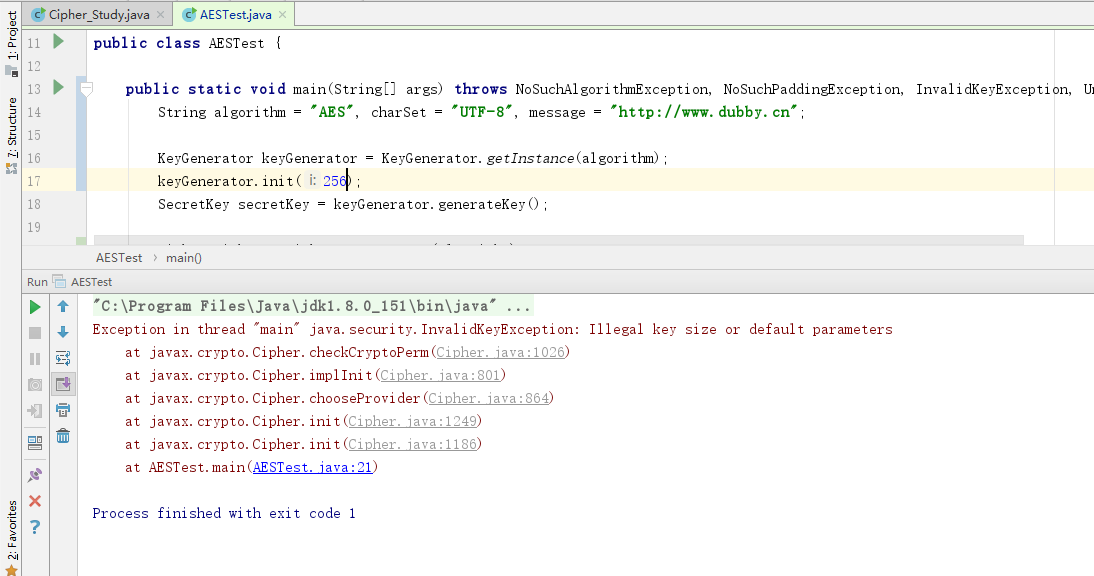 1: Project
7: Structure
2: Favorites
Cipher_Study.java × AESTest.java ×
11 public class AESTest {
12
13 public static void main(String[] args) throws NoSuchAlgorithmException, NoSuchPaddingException, InvalidKeyException, Un
14 String algorithm = "AES", charSet = "UTF-8", message = "http://www.dubby.cn";
15
16 KeyGenerator keyGenerator = KeyGenerator.getInstance(algorithm);
17 keyGenerator.init( i: 256);
18 SecretKey secretKey = keyGenerator.generateKey();
19
AESTest › main()
Run AESTest
"C:\Program Files\Java\jdk1.8.0_151\bin\java" ...
Exception in thread "main" java.security.InvalidKeyException: Illegal key size or default parameters
at javax.crypto.Cipher.checkCryptoPerm(Cipher.java:1026)
at javax.crypto.Cipher.implInit(Cipher.java:801)
at javax.crypto.Cipher.chooseProvider(Cipher.java:864)
at javax.crypto.Cipher.init(Cipher.java:1249)
at javax.crypto.Cipher.init(Cipher.java:1186)
at AESTest.main(AESTest.java:21)
Process finished with exit code 1